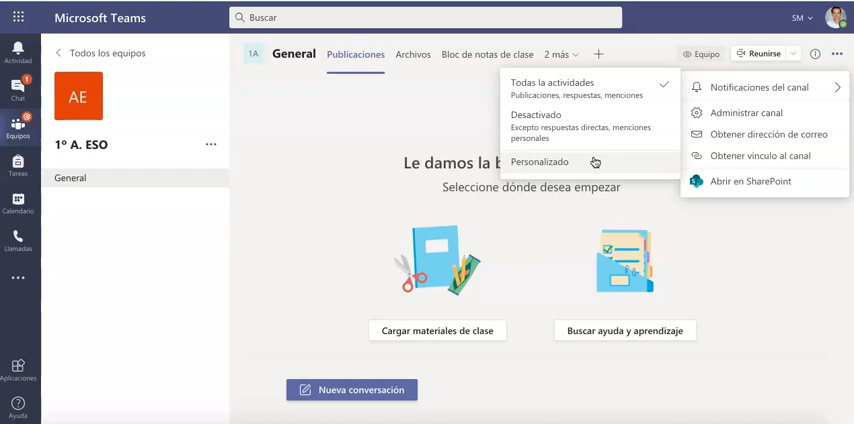 Microsoft Teams
Buscar
SM
Actividad
1
Chat
3
Equipos
Tareas
Calendario
Llamadas
Aplicaciones
Ayuda
Todos los equipos
AE
1º A. ESO
General
1A
General
Publicaciones
Archivos
Bloc de notas de clase
2 más
Equipo
Reunirse
Todas la actividades
Publicaciones, respuestas, menciones
Desactivado
Excepto respuestas directas, menciones
personales
Personalizado
Notificaciones del canal
Administrar canal
Obtener dirección de correo
Obtener vínculo al canal
Abrir en SharePoint
Le damos la b
Seleccione dónde desea empezar
Cargar materiales de clase
Buscar ayuda y aprendizaje
Nueva conversación